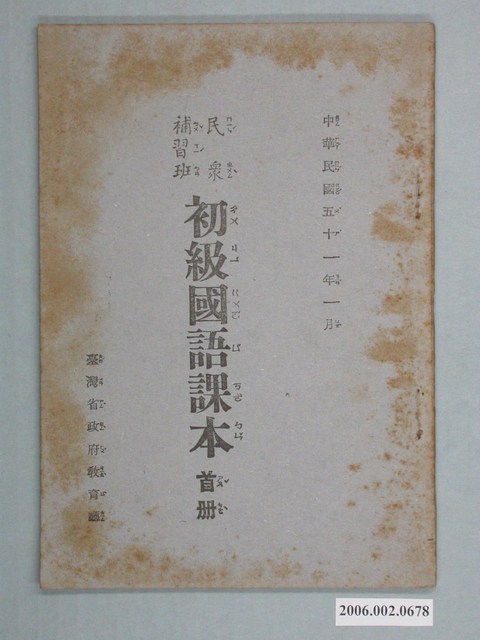 中華民國五十一年一月
民眾
補習班
初級國語課本 首册
臺灣省政府教育廳
2006.002.0678